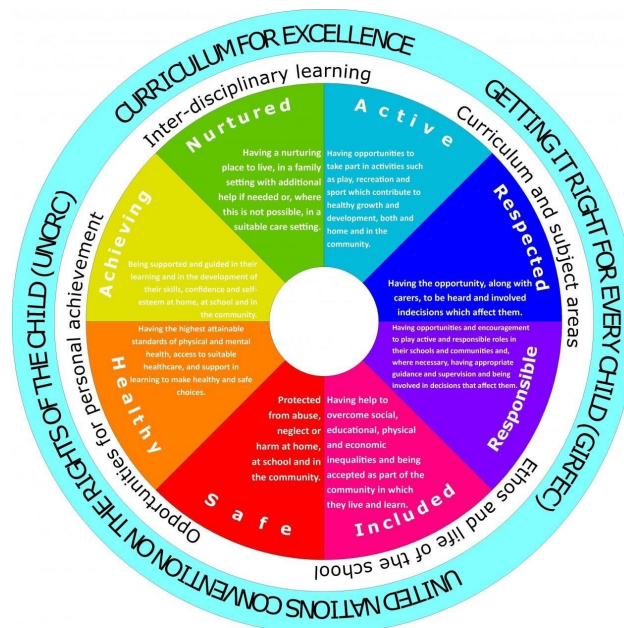 CURRICULUM FOR EXCELLENCE
GETTING IT RIGHT FOR EVERY CHILD (GIRFEC)
UNITED NATIONS CONVENTION ON THE RIGHTS OF THE CHILD (UNCRC)
Inter-disciplinary learning
Curriculum and subject areas
Ethos and life of the school
Opportunities for personal achievement
Nurtured
Having a nurturing
place to live, in a family
setting with additional
help if needed or, where
this is not possible, in a
suitable care setting.
Active
Having opportunities to
take part in activities such
as play, recreation and
sport which contribute to
healthy growth and
development, both and
home and in the
community.
Respected
Having the opportunity, along with
carers, to be heard and involved
indecisions which affect them.
Responsible
Having opportunities and encouragement
to play active and responsible roles in
their schools and communities and,
where necessary, having appropriate
guidance and supervision and being
involved in decisions that affect them.
Included
Having help to
overcome social,
educational, physical
and economic
inequalities and being
accepted as part of the
community in which
they live and learn.
Safe
Protected
from abuse,
neglect or
harm at home,
at school and in
the community.
Healthy
Having the highest attainable
standards of physical and mental
health, access to suitable
healthcare, and support in
learning to make healthy and safe
choices.
Achieving
Being supported and guided in their
learning and in the development of
their skills, confidence and self-
esteem at home, at school and in
the community.